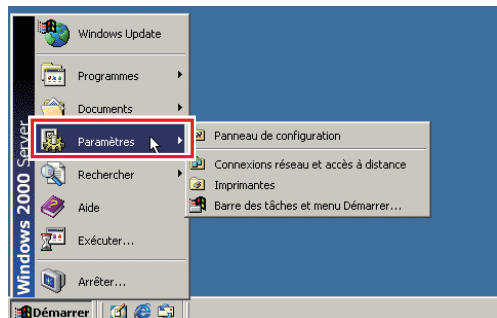 Windows Update
Programmes
Documents
Paramètres
Rechercher
Aide
Exécuter...
Arrêter...
Windows 2000 Server
Panneau de configuration
Connexions réseau et accès à distance
Imprimantes
Barre des tâches et menu Démarrer...
Démarrer